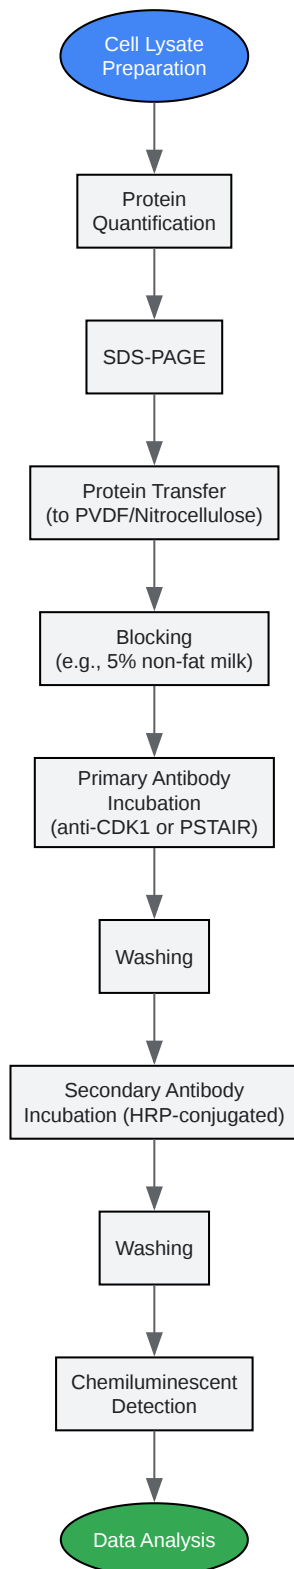 Cell Lysate
Preparation
Protein
Quantification
SDS-PAGE
Protein Transfer
(to PVDF/Nitrocellulose)
Blocking
(e.g., 5% non-fat milk)
Primary Antibody
Incubation
(anti-CDK1 or PSTAIR)
Washing
Secondary Antibody
Incubation (HRP-conjugated)
Washing
Chemiluminescent
Detection
Data Analysis